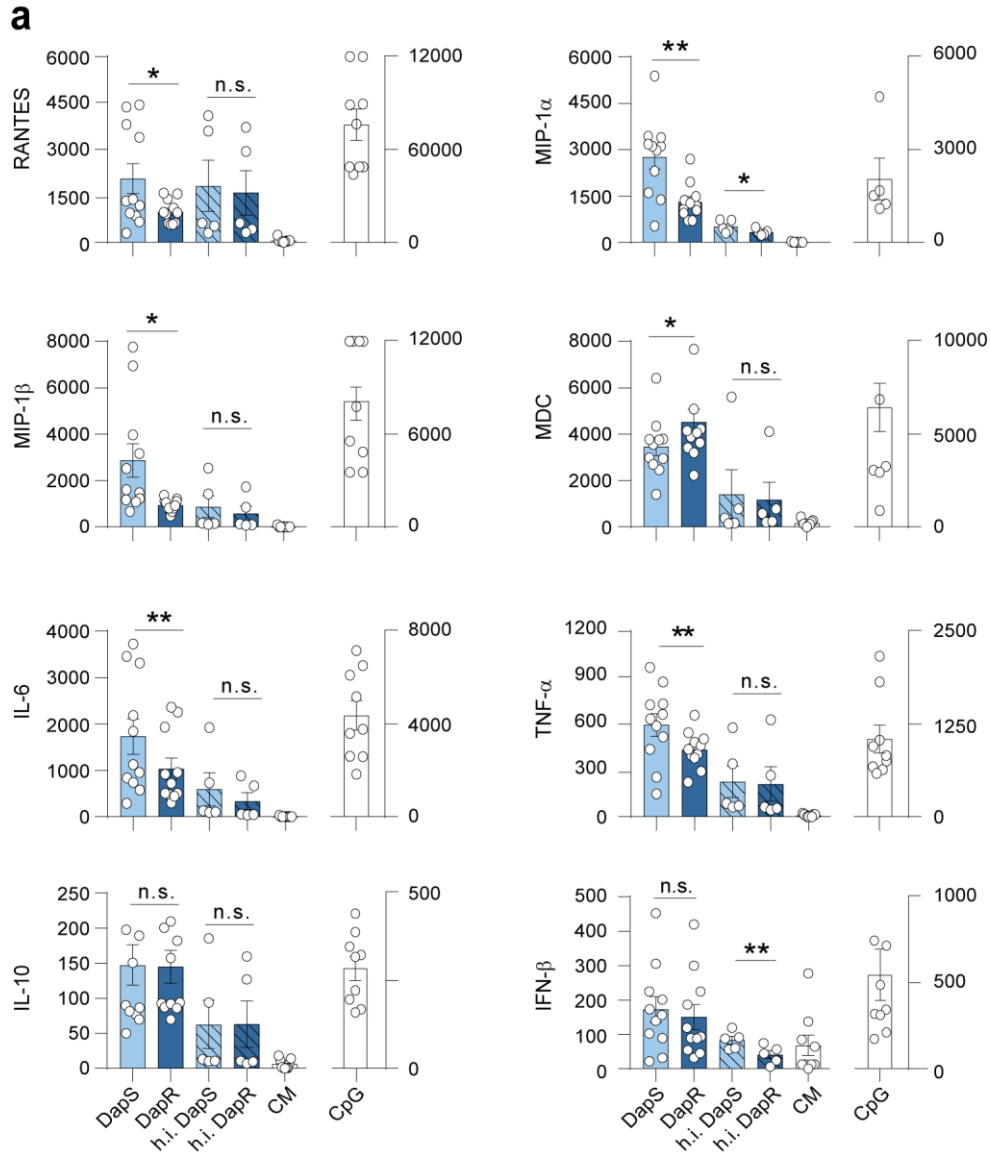 a
RANTES
6000
4500
3000
1500
0
*
n.s.
12000
60000
0
MIP-1α
6000
4500
3000
1500
0
**
*
6000
3000
0
MIP-1β
8000
6000
4000
2000
0
*
n.s.
12000
6000
0
MDC
8000
6000
4000
2000
0
*
n.s.
10000
5000
0
IL-6
4000
3000
2000
1000
0
**
n.s.
8000
4000
0
TNF-α
1200
900
600
300
0
**
n.s.
2500
1250
0
IL-10
250
200
150
100
50
0
n.s.
n.s.
500
0
DapS
DapR
h.i. DapS
h.i. DapR
CM
CpG
IFN-β
500
400
300
200
100
0
n.s.
**
1000
500
0
DapS
DapR
h.i. DapS
h.i. DapR
CM
CpG